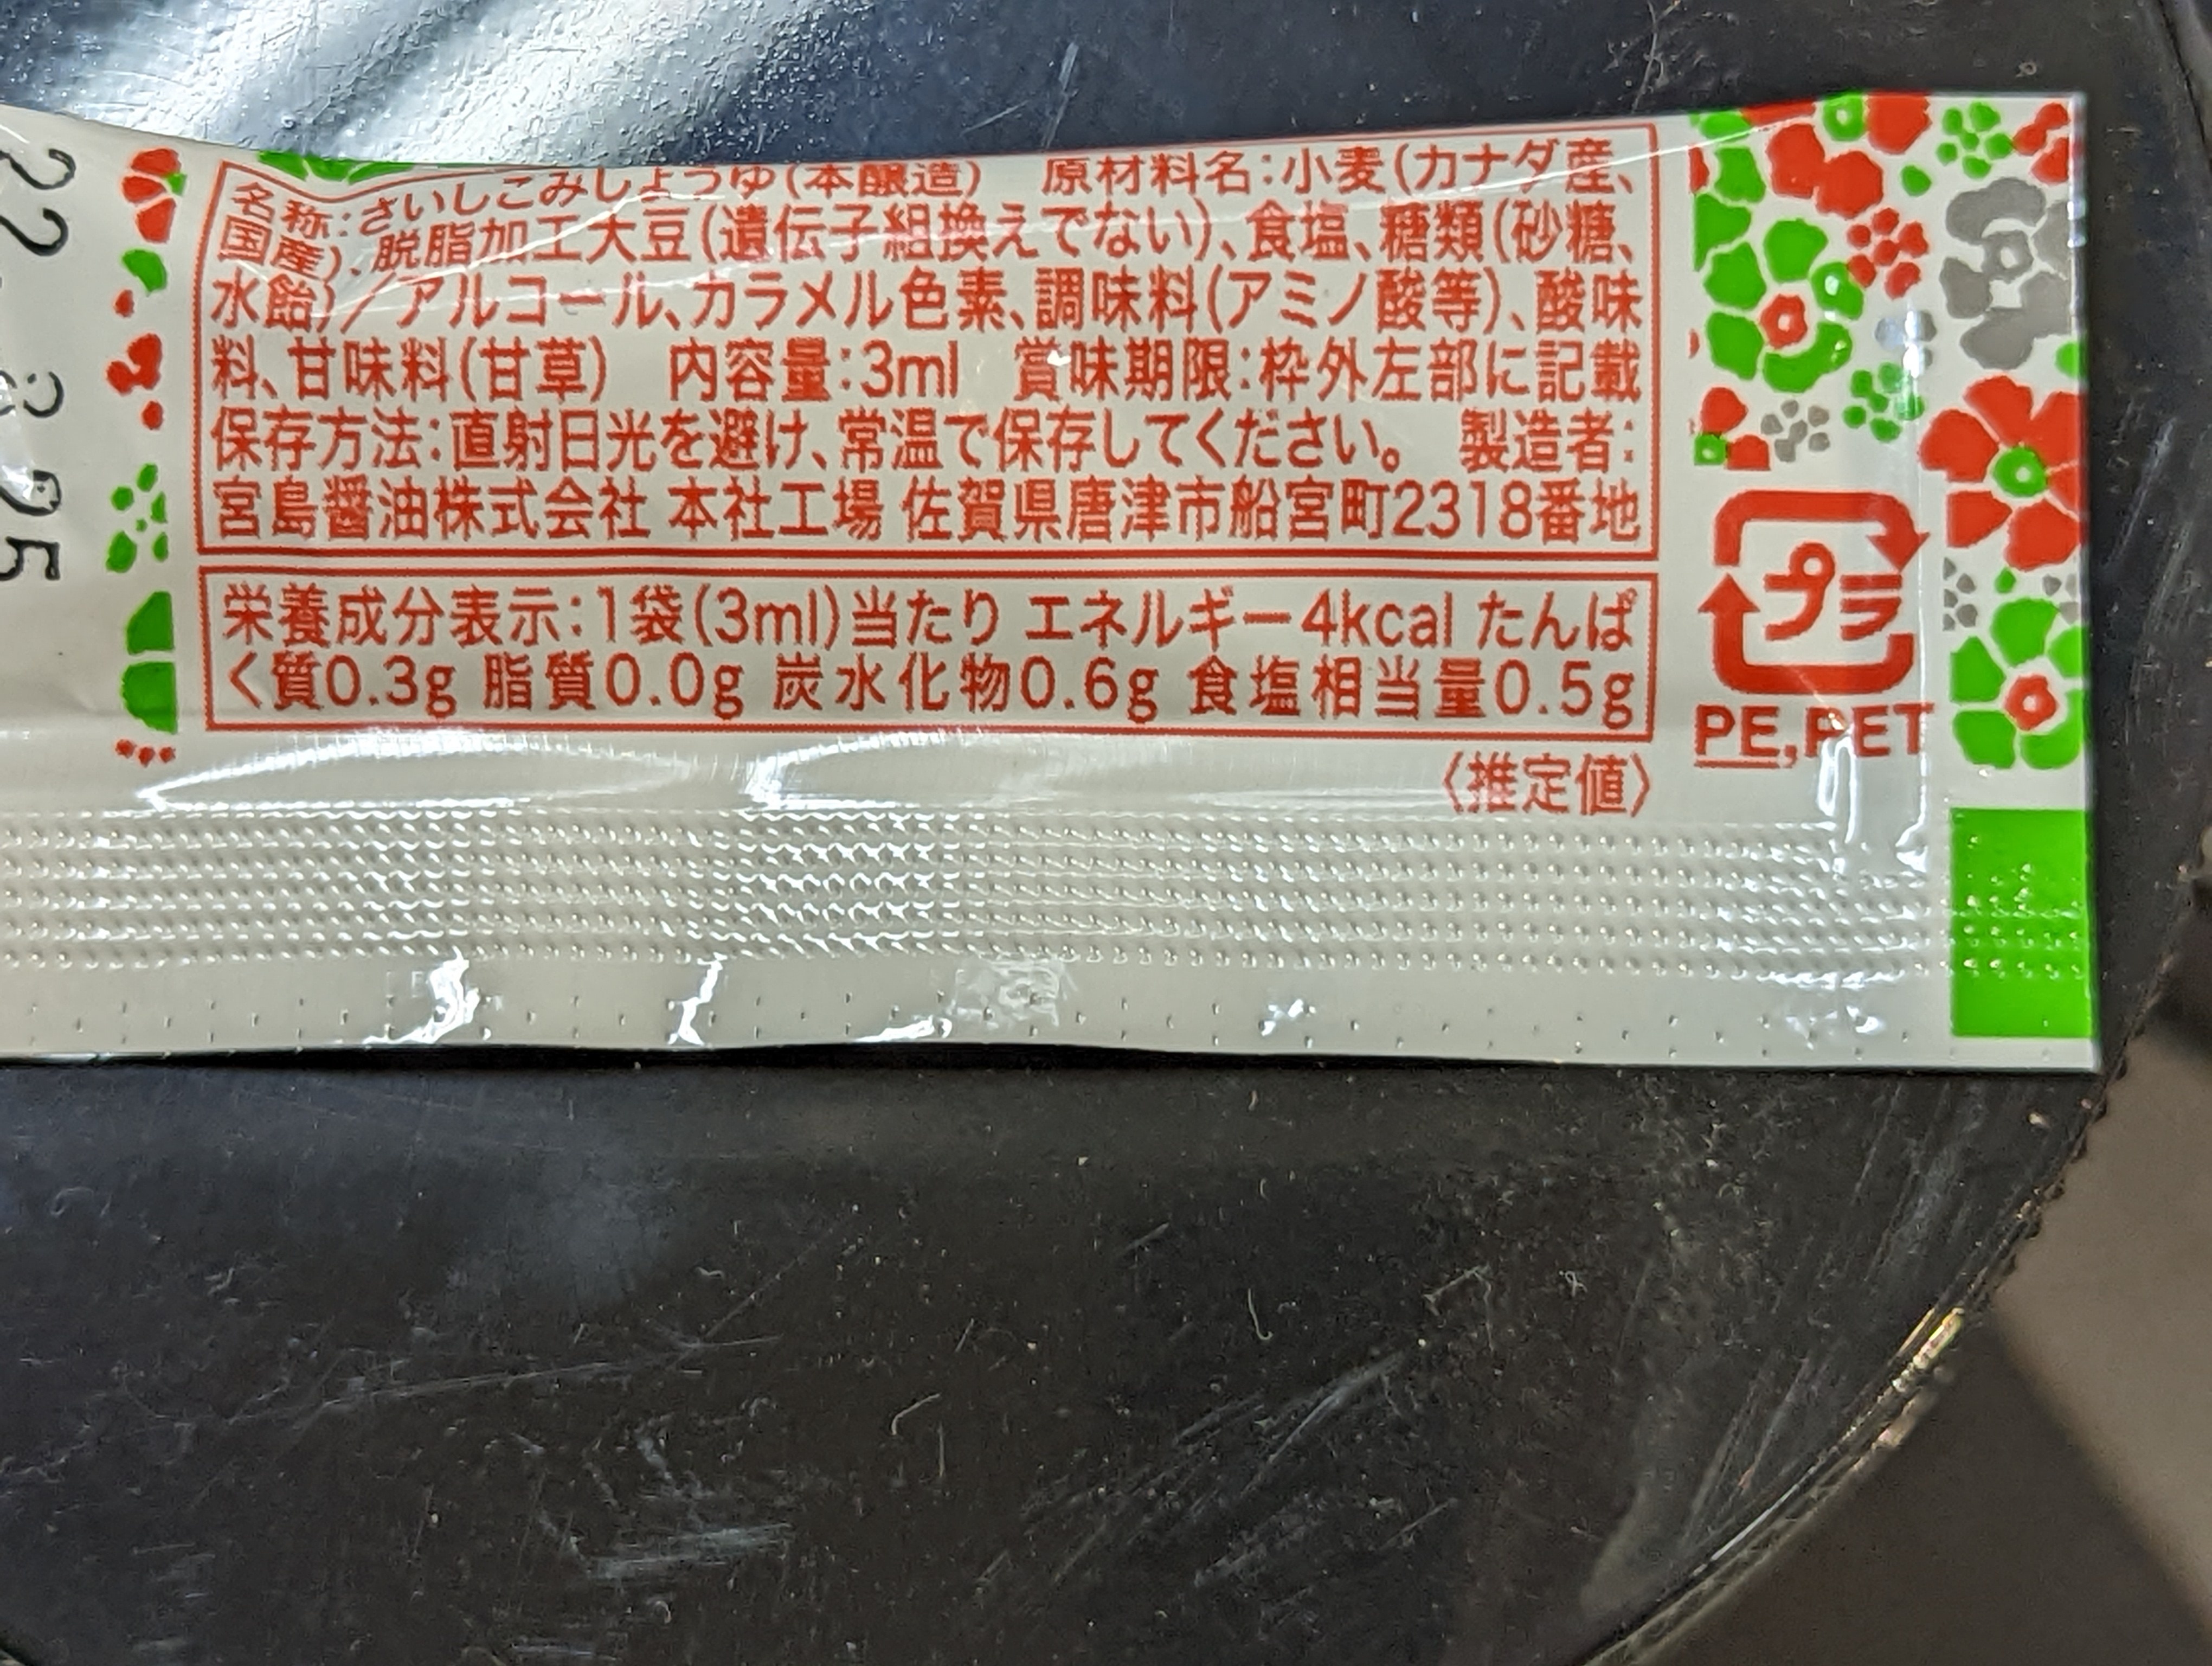 名称:さいしこみしょうゆ(本醸造)　原材料名:小麦(カナダ産、
国産)、脱脂加工大豆(遺伝子組換えでない)、食塩、糖類(砂糖、
水飴)/アルコール、カラメル色素、調味料(アミノ酸等)、酸味
料、甘味料(甘草)　内容量:3ml　賞味期限:枠外左部に記載
保存方法:直射日光を避け、常温で保存してください。　製造者:
宮島醤油株式会社 本社工場 佐賀県唐津市船宮町2318番地
栄養成分表示:1袋(3ml)当たり エネルギー4kcal たんぱ
く質0.3g 脂質0.0g 炭水化物0.6g 食塩相当量0.5g
〈推定値〉
プラ
PE,PET